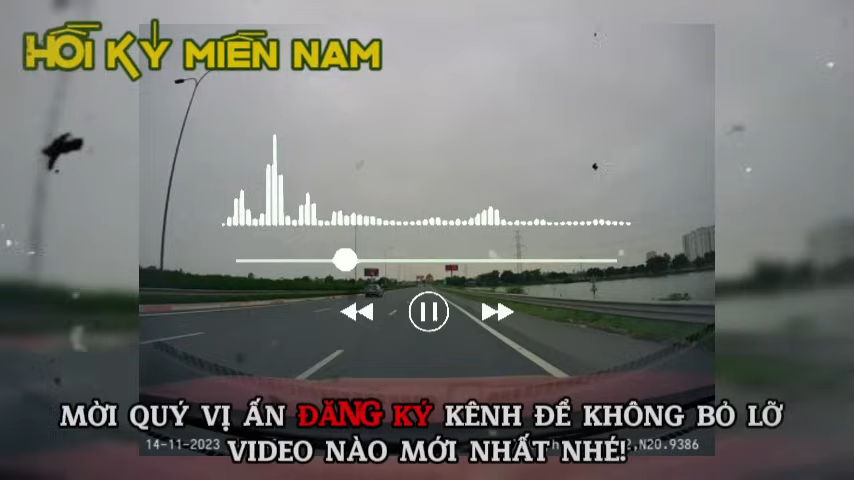 HỒI KÝ MIỀN NAM
MỜI QUÝ VỊ ẤN ĐĂNG KÝ KÊNH ĐỂ KHÔNG BỎ LỠ
14-11-2023
N20.9386
VIDEO NÀO MỚI NHẤT NHÉ!